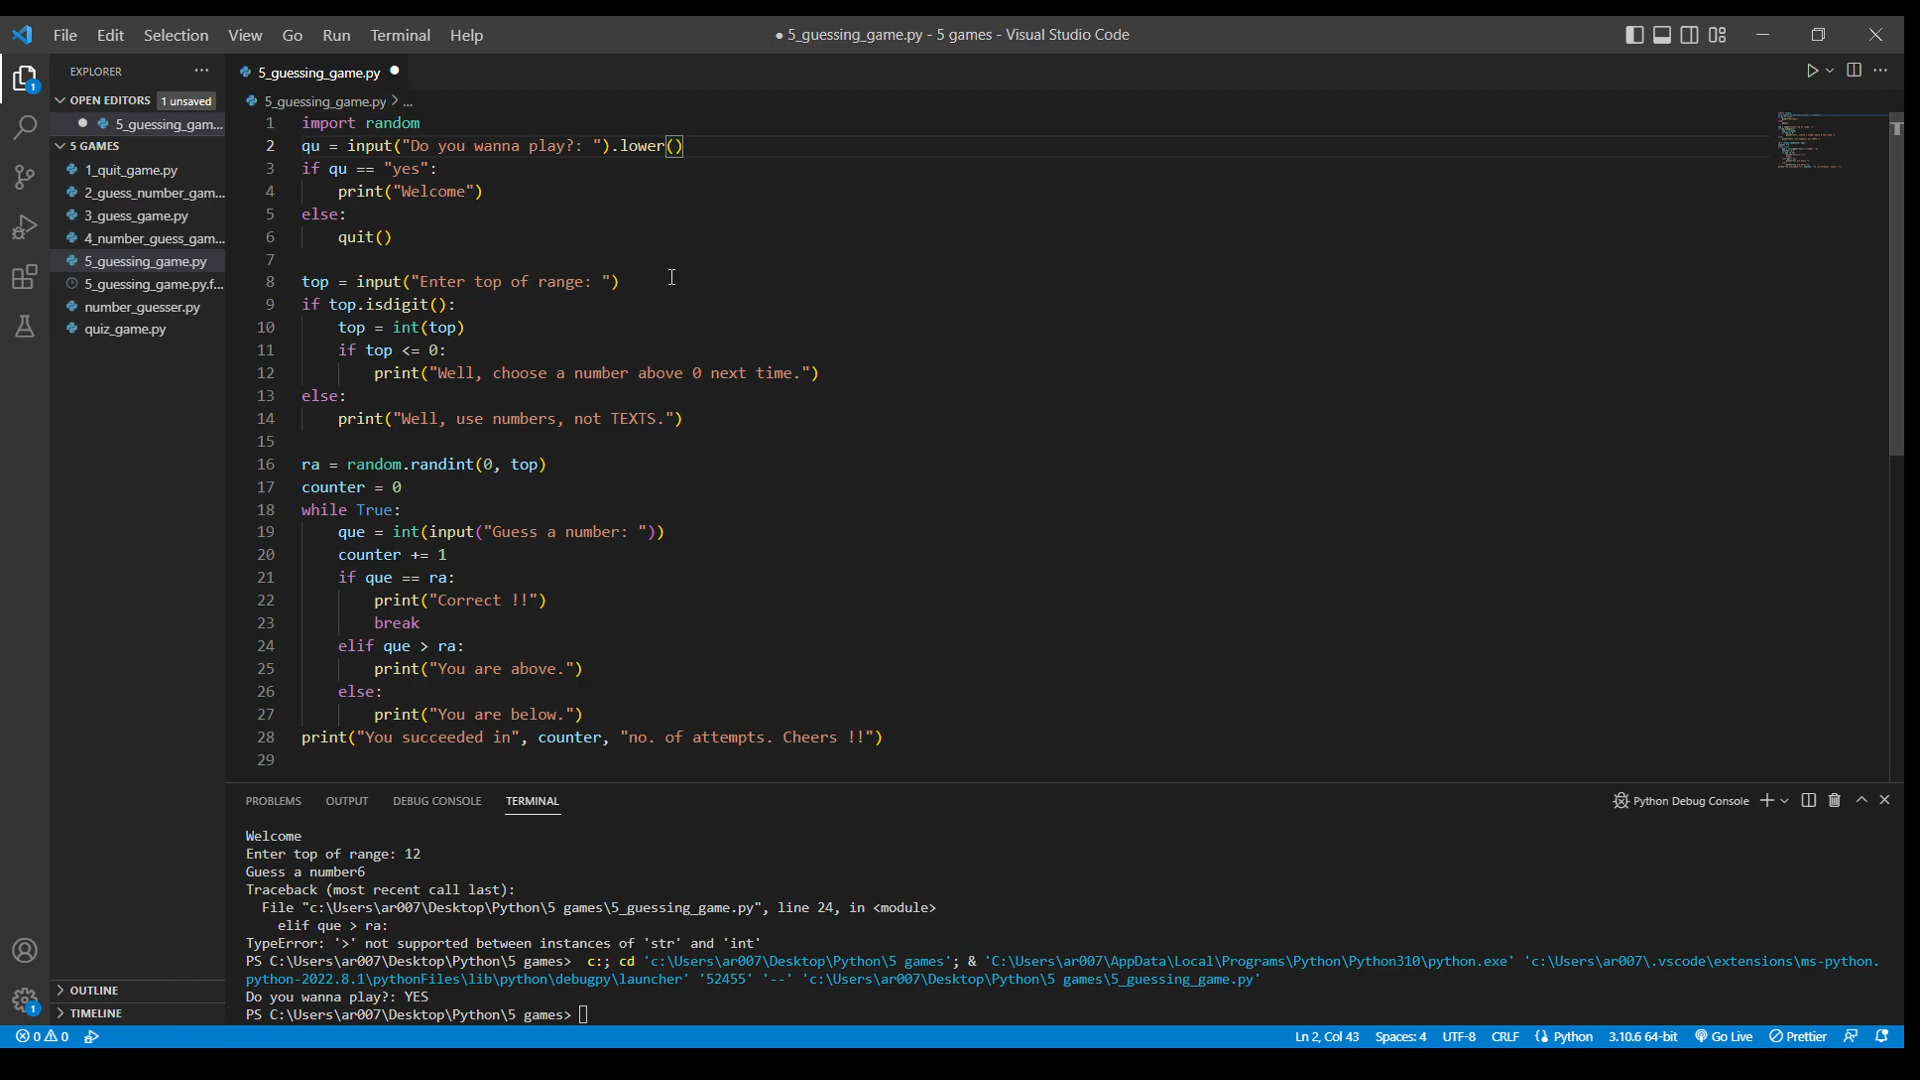 File Edit Selection View Go Run Terminal Help
● 5_guessing_game.py - 5 games - Visual Studio Code
EXPLORER ...
5_guessing_game.py
OPEN EDITORS 1 unsaved
5_guessing_game.py > ...
5_guessing_gam...
5 GAMES
1_quit_game.py
2_guess_number_gam...
3_guess_game.py
4_number_guess_gam...
5_guessing_game.py
5_guessing_game.py.f...
number_guesser.py
quiz_game.py
OUTLINE
TIMELINE
1 import random
2 qu = input("Do you wanna play?: ").lower()
3 if qu == "yes":
4     print("Welcome")
5 else:
6     quit()
7
8 top = input("Enter top of range: ")
9 if top.isdigit():
10     top = int(top)
11     if top <= 0:
12         print("Well, choose a number above 0 next time.")
13 else:
14     print("Well, use numbers, not TEXTS.")
15
16 ra = random.randint(0, top)
17 counter = 0
18 while True:
19     que = int(input("Guess a number: "))
20     counter += 1
21     if que == ra:
22         print("Correct !!")
23         break
24     elif que > ra:
25         print("You are above.")
26     else:
27         print("You are below.")
28 print("You succeeded in", counter, "no. of attempts. Cheers !!")
29
PROBLEMS OUTPUT DEBUG CONSOLE TERMINAL
Python Debug Console
Welcome
Enter top of range: 12
Guess a number6
Traceback (most recent call last):
  File "c:\Users\ar007\Desktop\Python\5 games\5_guessing_game.py", line 24, in <module>
    elif que > ra:
TypeError: '>' not supported between instances of 'str' and 'int'
PS C:\Users\ar007\Desktop\Python\5 games>  c:; cd 'c:\Users\ar007\Desktop\Python\5 games'; & 'C:\Users\ar007\AppData\Local\Programs\Python\Python310\python.exe' 'c:\Users\ar007\.vscode\extensions\ms-python.
python-2022.8.1\pythonFiles\lib\python\debugpy\launcher' '52455' '--' 'c:\Users\ar007\Desktop\Python\5 games\5_guessing_game.py'
Do you wanna play?: YES
PS C:\Users\ar007\Desktop\Python\5 games>
0 0 Ln 2, Col 43 Spaces: 4 UTF-8 CRLF Python 3.10.6 64-bit Go Live Prettier